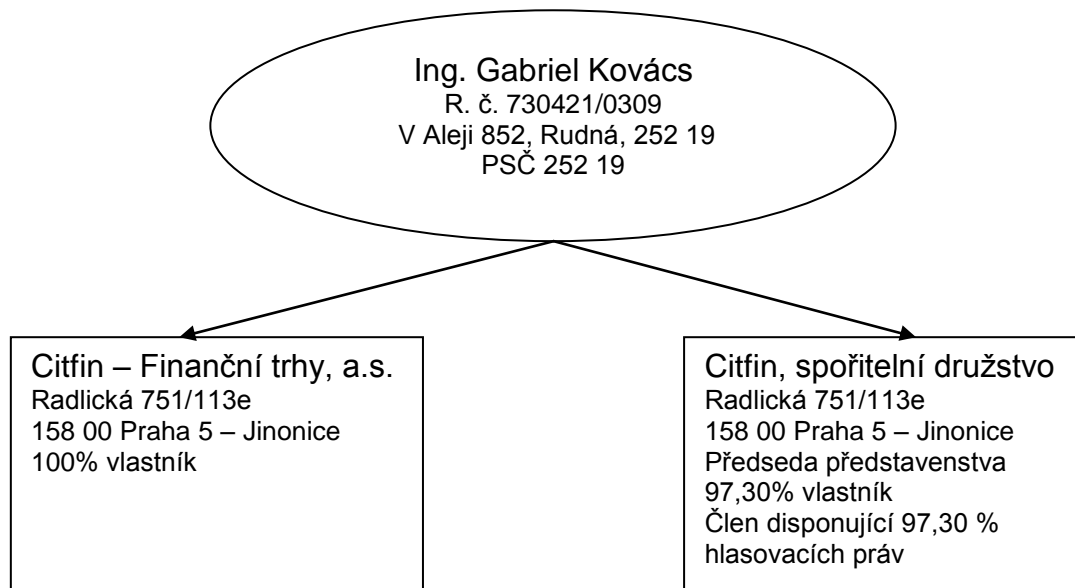 Ing. Gabriel Kovács
R. č. 730421/0309
V Aleji 852, Rudná, 252 19
PSČ 252 19
Citfin – Finanční trhy, a.s.
Radlická 751/113e
158 00 Praha 5 – Jinonice
100% vlastník
Citfin, spořitelní družstvo
Radlická 751/113e
158 00 Praha 5 – Jinonice
Předseda představenstva
97,30% vlastník
Člen disponující 97,30 %
hlasovacích práv